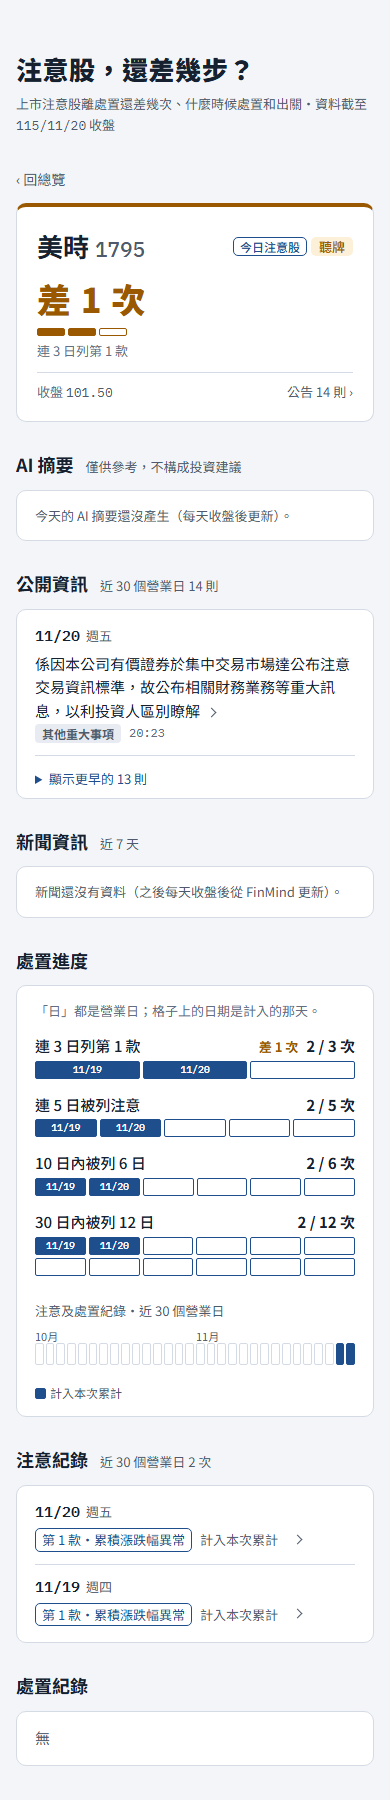 注意股，還差幾步？
上市注意股離處置還差幾次、什麼時候處置和出關・資料截至
115/11/20 收盤
‹ 回總覽
美時 1795
今日注意股 聽牌
差 1 次
連 3 日列第 1 款
收盤 101.50
公告 14 則 ›
AI 摘要 僅供參考，不構成投資建議
今天的 AI 摘要還沒產生（每天收盤後更新）。
公開資訊 近 30 個營業日 14 則
11/20 週五
係因本公司有價證券於集中交易市場達公布注意
交易資訊標準，故公布相關財務業務等重大訊
息，以利投資人區別瞭解 ›
其他重大事項 20:23
▶ 顯示更早的 13 則
新聞資訊 近 7 天
新聞還沒有資料（之後每天收盤後從 FinMind 更新）。
處置進度
「日」都是營業日；格子上的日期是計入的那天。
連 3 日列第 1 款 差 1 次 2 / 3 次
11/19 11/20
連 5 日被列注意 2 / 5 次
11/19 11/20
10 日內被列 6 日 2 / 6 次
11/19 11/20
30 日內被列 12 日 2 / 12 次
11/19 11/20
注意及處置紀錄・近 30 個營業日
10月 11月
計入本次累計
注意紀錄 近 30 個營業日 2 次
11/20 週五
第 1 款・累積漲跌幅異常 計入本次累計 ›
11/19 週四
第 1 款・累積漲跌幅異常 計入本次累計 ›
處置紀錄
無